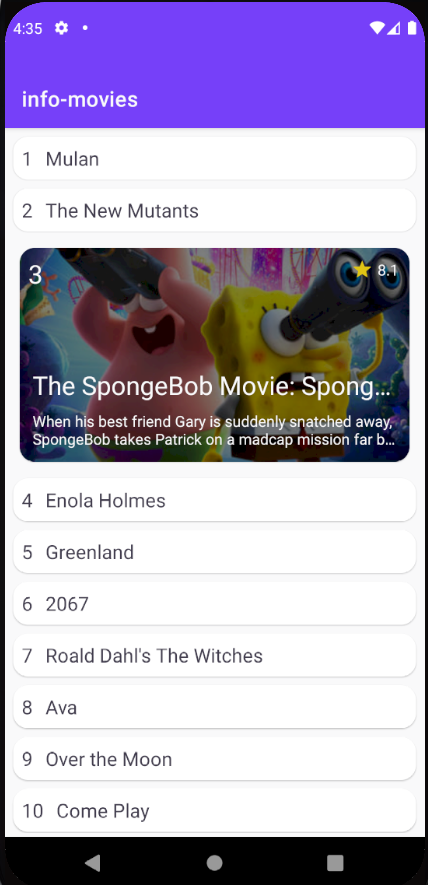 4:35
info-movies
1 Mulan
2 The New Mutants
3 8.1
The SpongeBob Movie: Spong...
When his best friend Gary is suddenly snatched away,
SpongeBob takes Patrick on a madcap mission far b...
4 Enola Holmes
5 Greenland
6 2067
7 Roald Dahl's The Witches
8 Ava
9 Over the Moon
10 Come Play